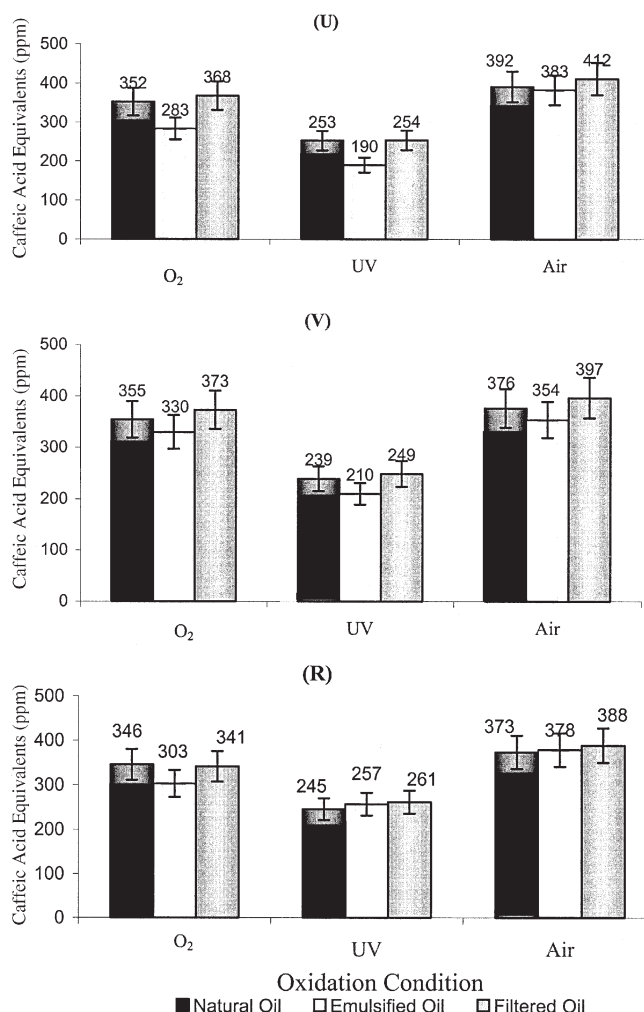 (U)
Caffeic Acid Equivalents (ppm)
500
400
300
200
100
0
352
283
368
253
190
254
392
383
412
O2
UV
Air
(V)
Caffeic Acid Equivalents (ppm)
500
400
300
200
100
0
355
330
373
239
210
249
376
354
397
O2
UV
Air
(R)
Caffeic Acid Equivalents (ppm)
500
400
300
200
100
0
346
303
341
245
257
261
373
378
388
O2
UV
Air
Oxidation Condition
Natural Oil Emulsified Oil Filtered Oil